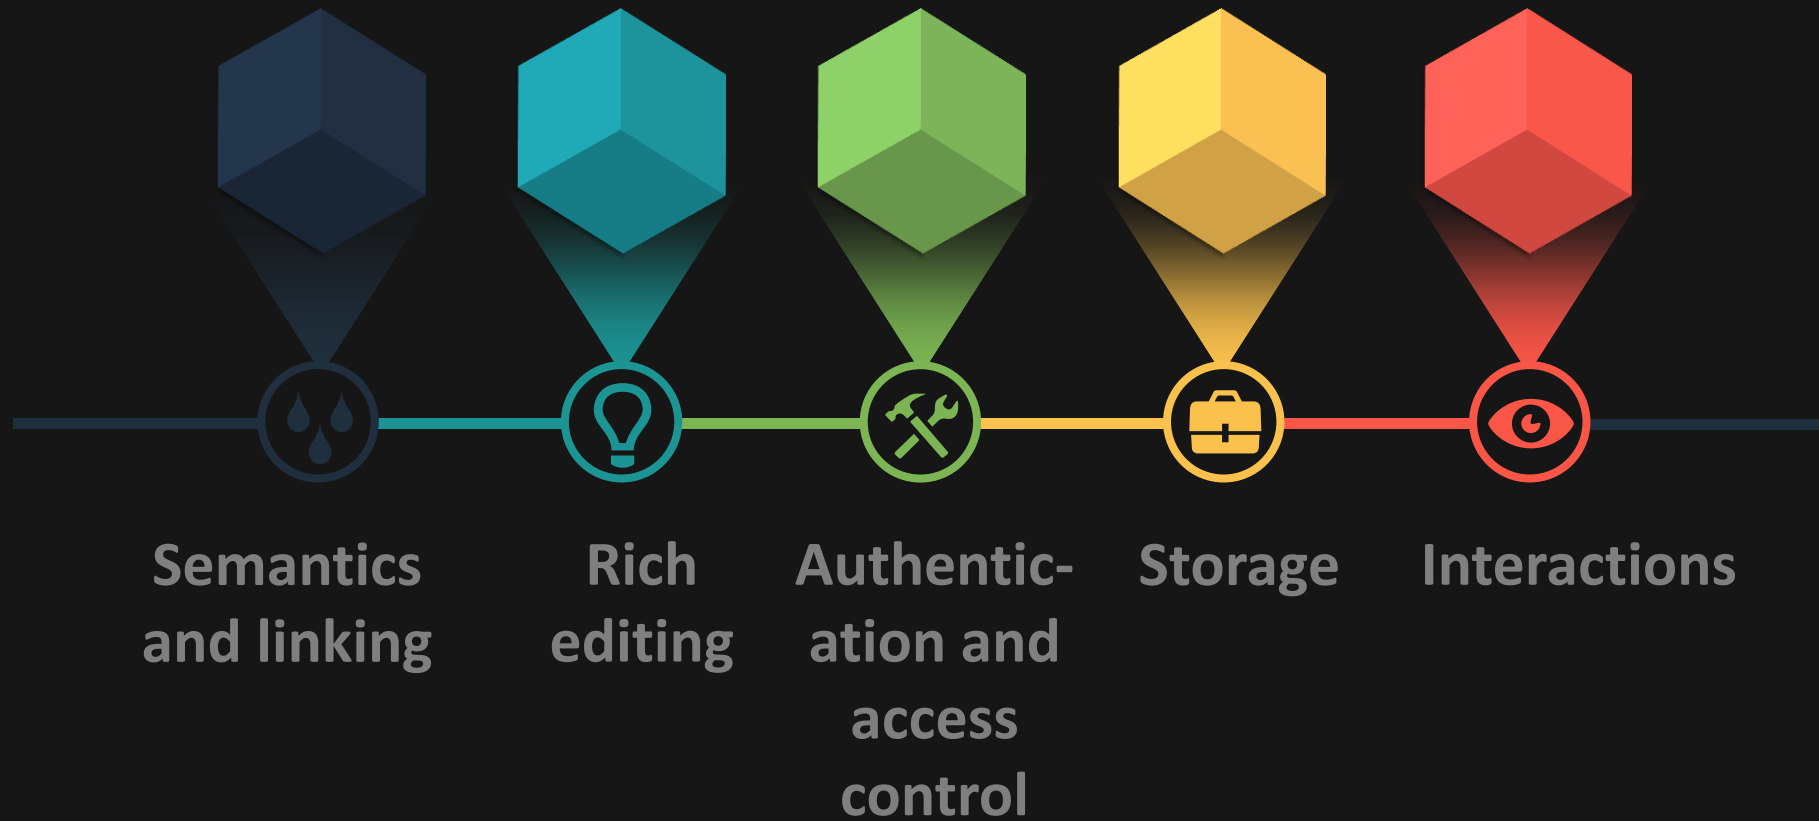 Semantics
and linking
Rich
editing
Authentic-
ation and
access
control
Storage
Interactions